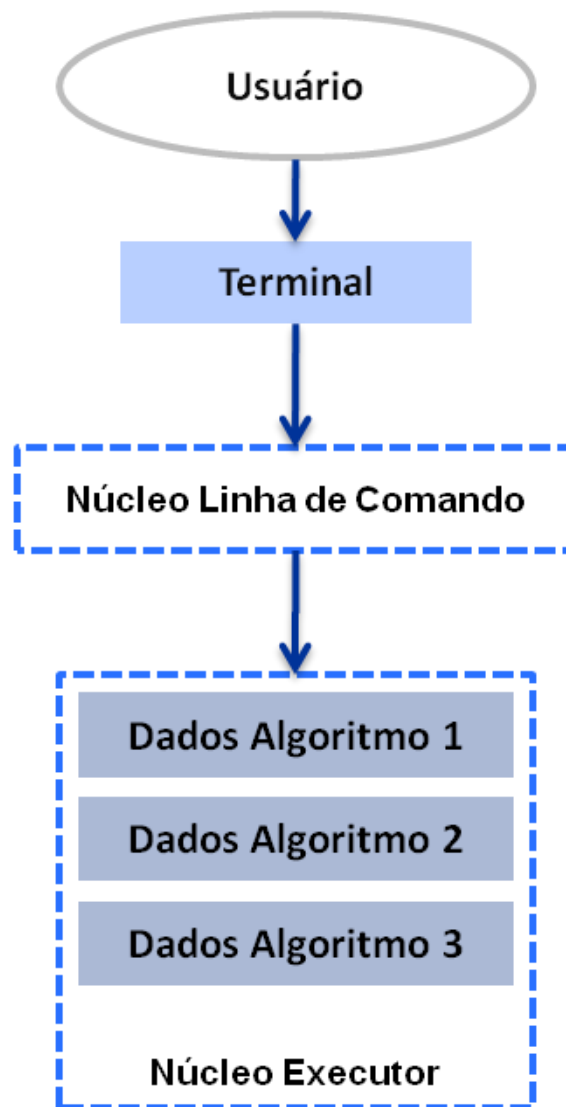 Usuário
Terminal
Núcleo Linha de Comando
Dados Algoritmo 1
Dados Algoritmo 2
Dados Algoritmo 3
Núcleo Executor